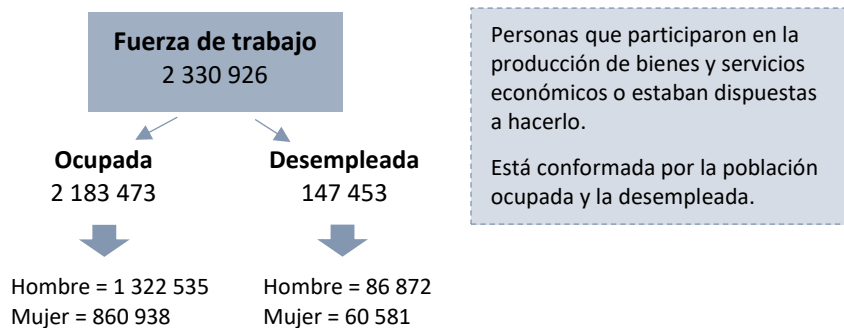 Fuerza de trabajo
2 330 926
Ocupada
2 183 473
Hombre = 1 322 535
Mujer = 860 938
Desempleada
147 453
Hombre = 86 872
Mujer = 60 581
Personas que participaron en la
producción de bienes y servicios
económicos o estaban dispuestas
a hacerlo.
Está conformada por la población
ocupada y la desempleada.